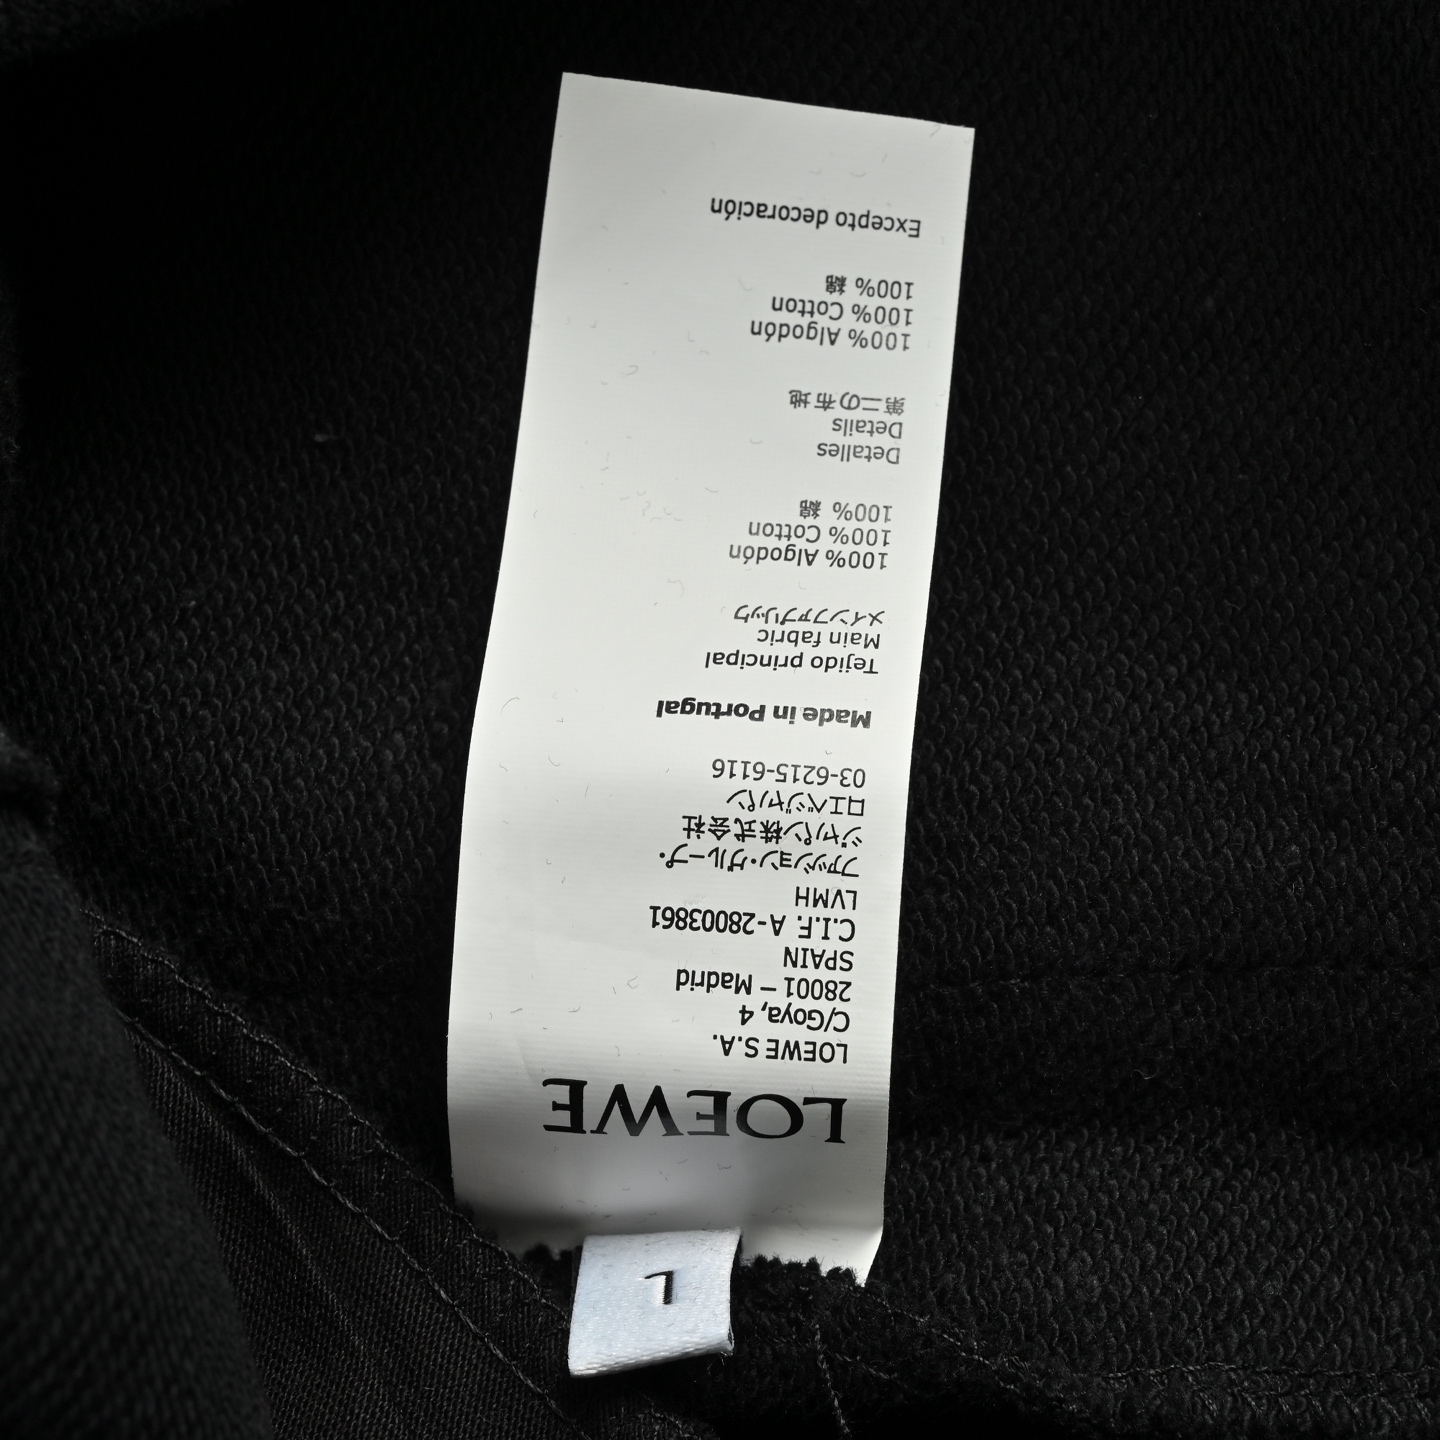 L
LOEWE
LOEWE S.A.
C/Goya, 4
28001 – Madrid
SPAIN
C.I.F. A-28003861
LVMH
ファッション・グループ・
ジャパン株式会社
ロエベジャパン
03-6215-6116
Made in Portugal
Tejido principal
Main fabric
メインファブリック
100% Algodón
100% Cotton
100% 綿
Detalles
Details
第二の布地
100% Algodón
100% Cotton
100% 綿
Excepto decoración